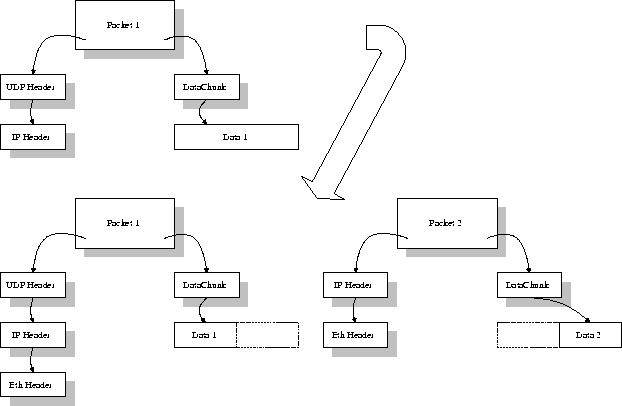 Packet 1
UDP Header
DataChunk
IP Header
Data 1
Packet 1
Packet 2
UDP Header
DataChunk
IP Header
DataChunk
IP Header
Data 1
Eth Header
Data 2
Eth Header